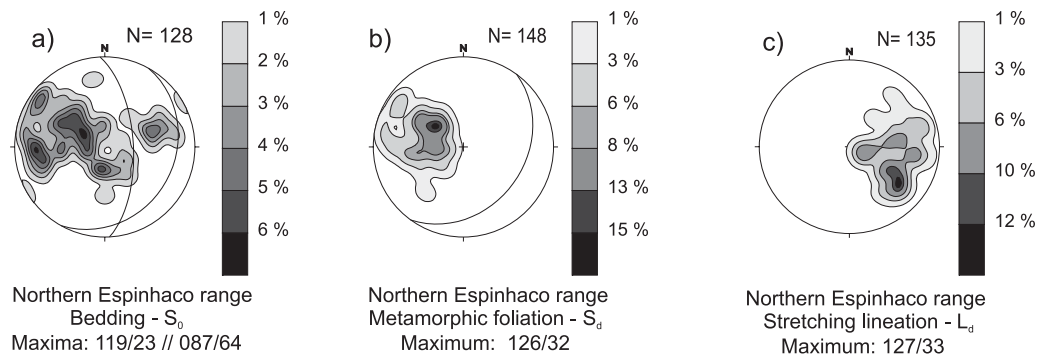 a)
N
N= 128
1 %
2 %
3 %
4 %
5 %
6 %
Northern Espinhaco range
Bedding - S₀
Maxima: 119/23 // 087/64
b)
N
N= 148
1 %
3 %
6 %
8 %
13 %
15 %
Northern Espinhaco range
Metamorphic foliation - Sd
Maximum: 126/32
c)
N
N= 135
1 %
3 %
6 %
10 %
12 %
Northern Espinhaco range
Stretching lineation - Ld
Maximum: 127/33